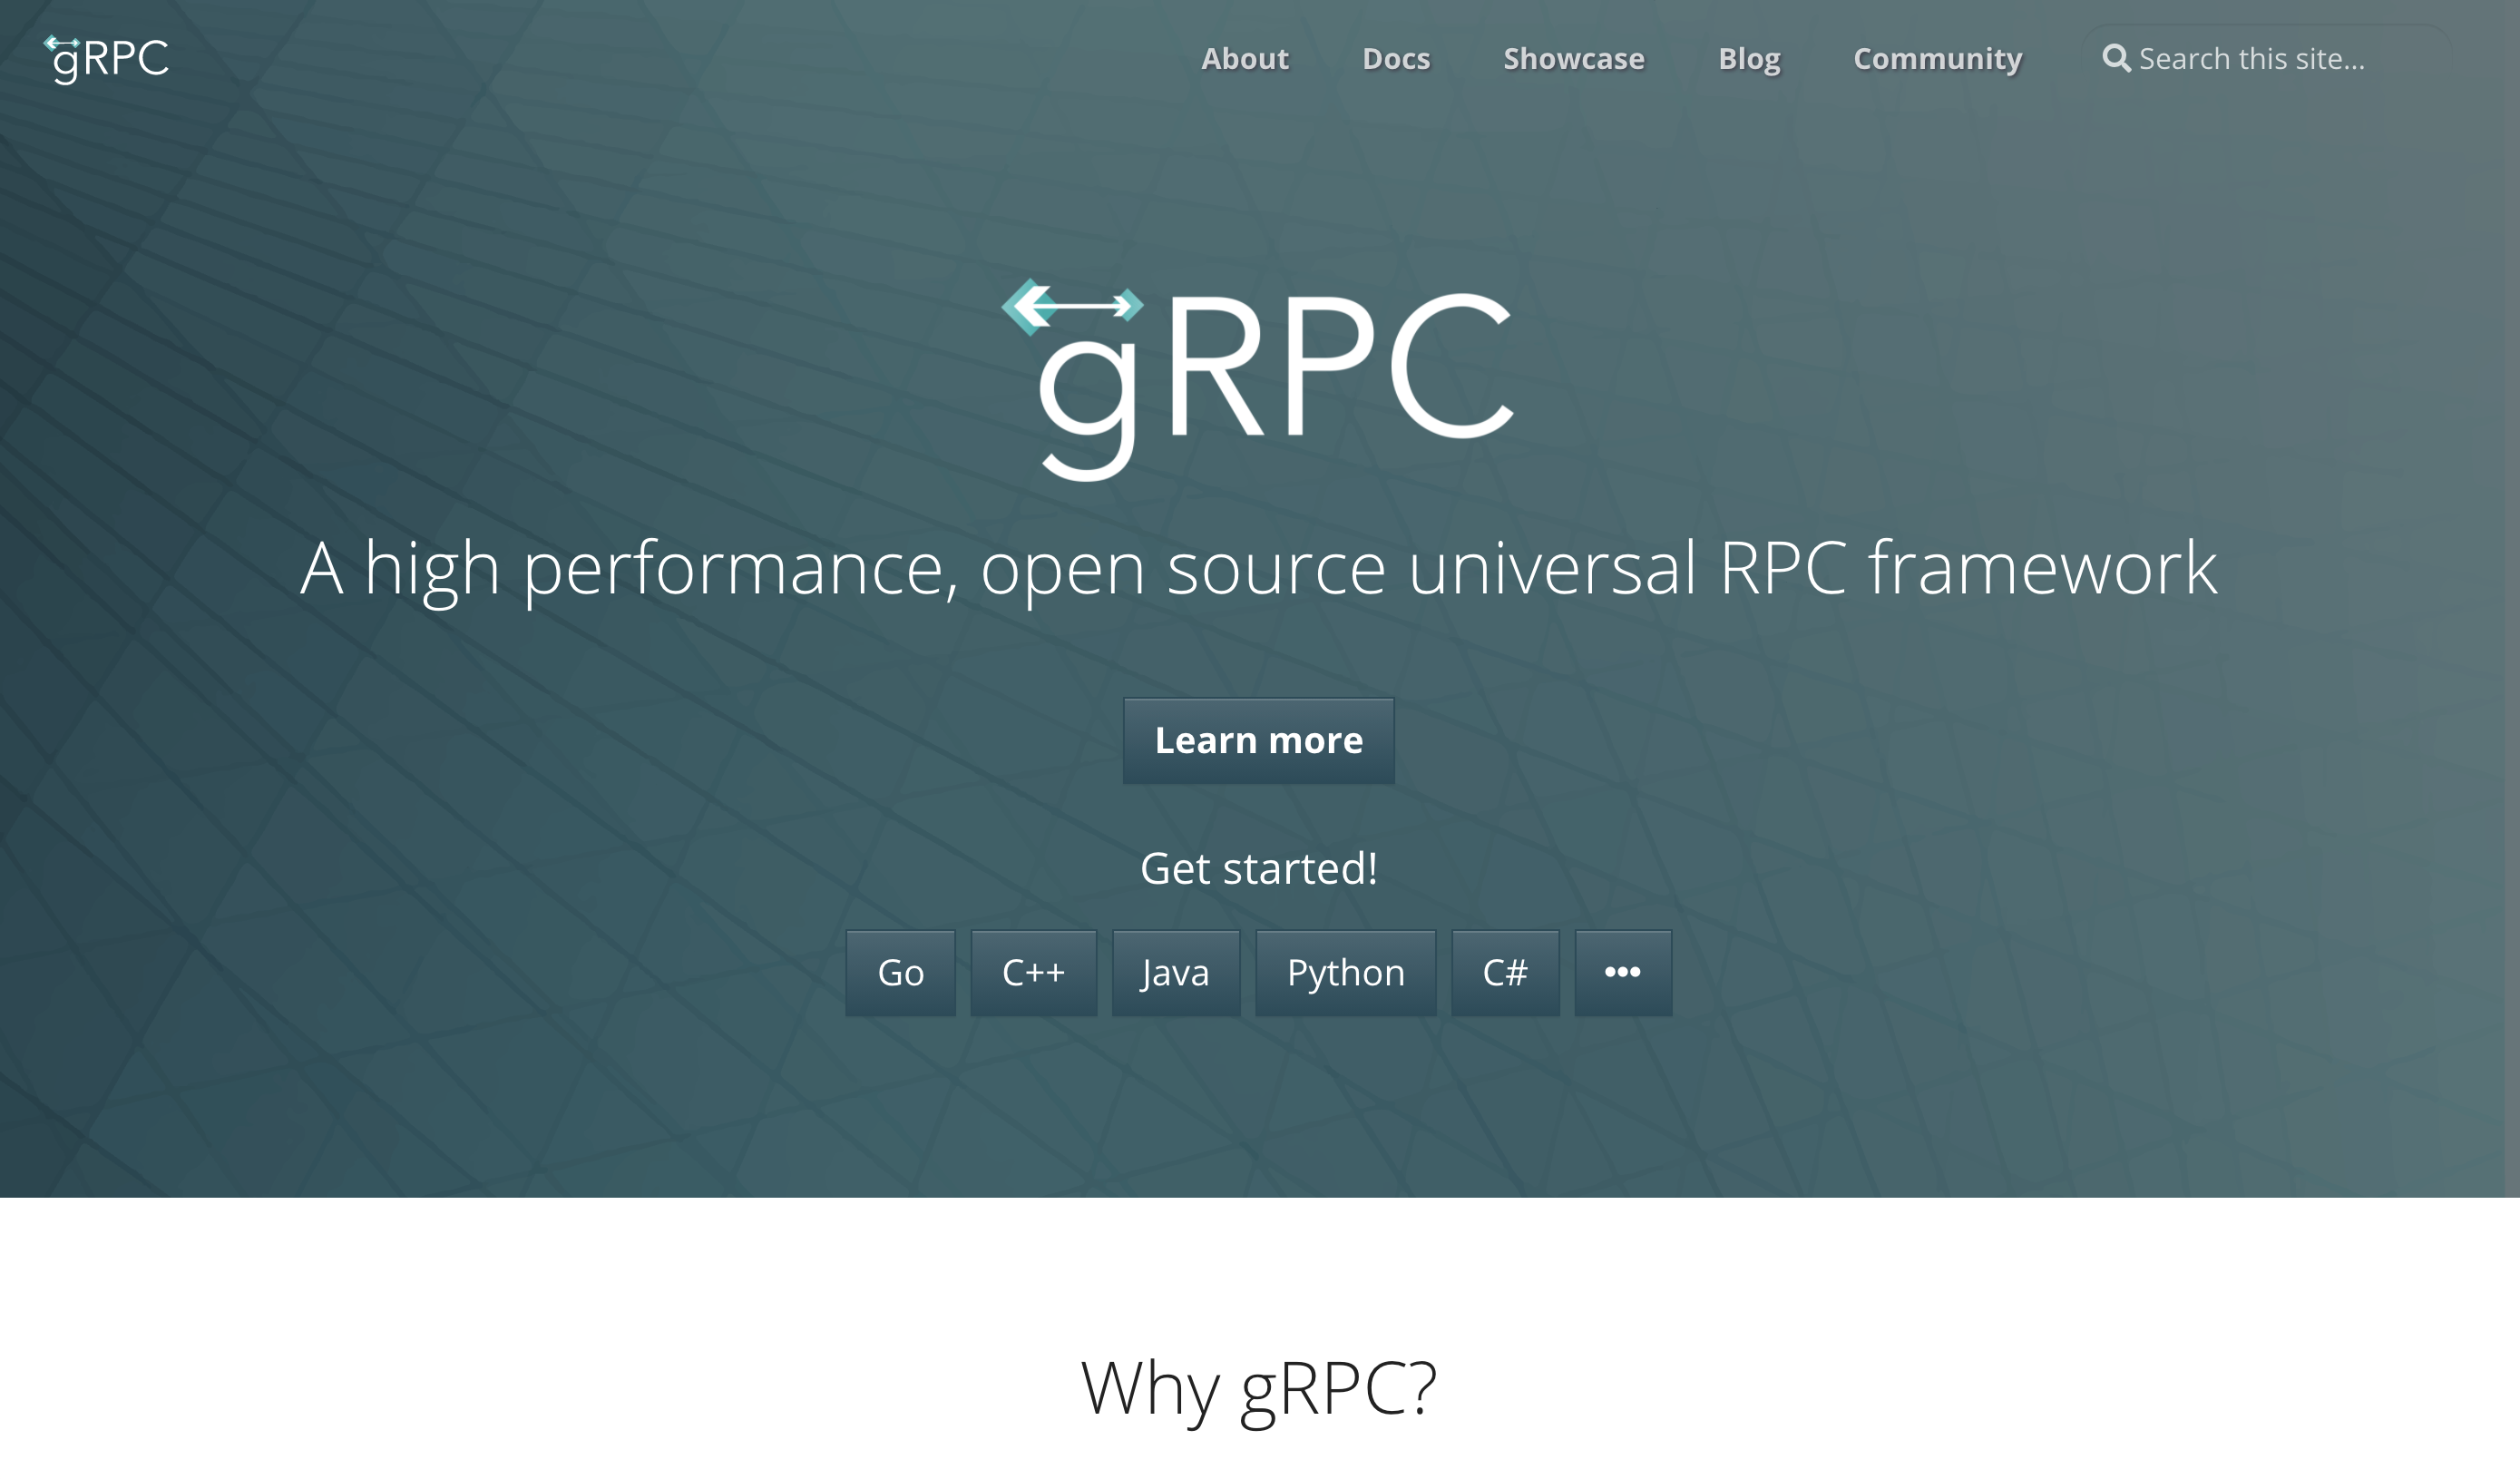 gRPC
About Docs Showcase Blog Community Search this site...
gRPC
A high performance, open source universal RPC framework
Learn more
Get started!
Go C++ Java Python C# •••
Why gRPC?